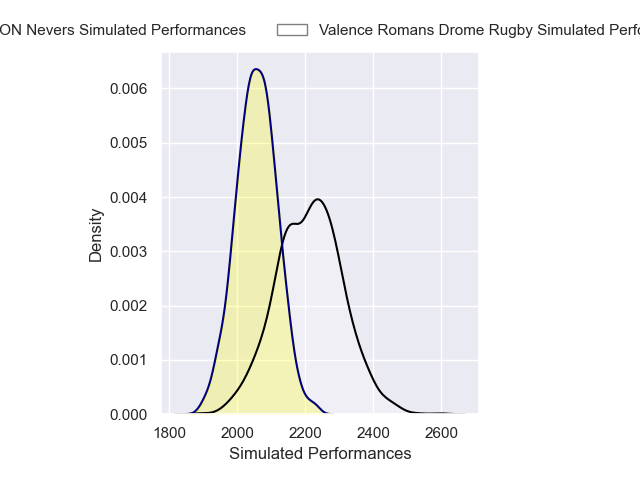 ON Nevers Simulated Performances
Valence Romans Drome Rugby Simulated Perfo
0.006
0.005
0.004
0.003
0.002
0.001
0.000
Density
1800 2000 2200 2400 2600
Simulated Performances